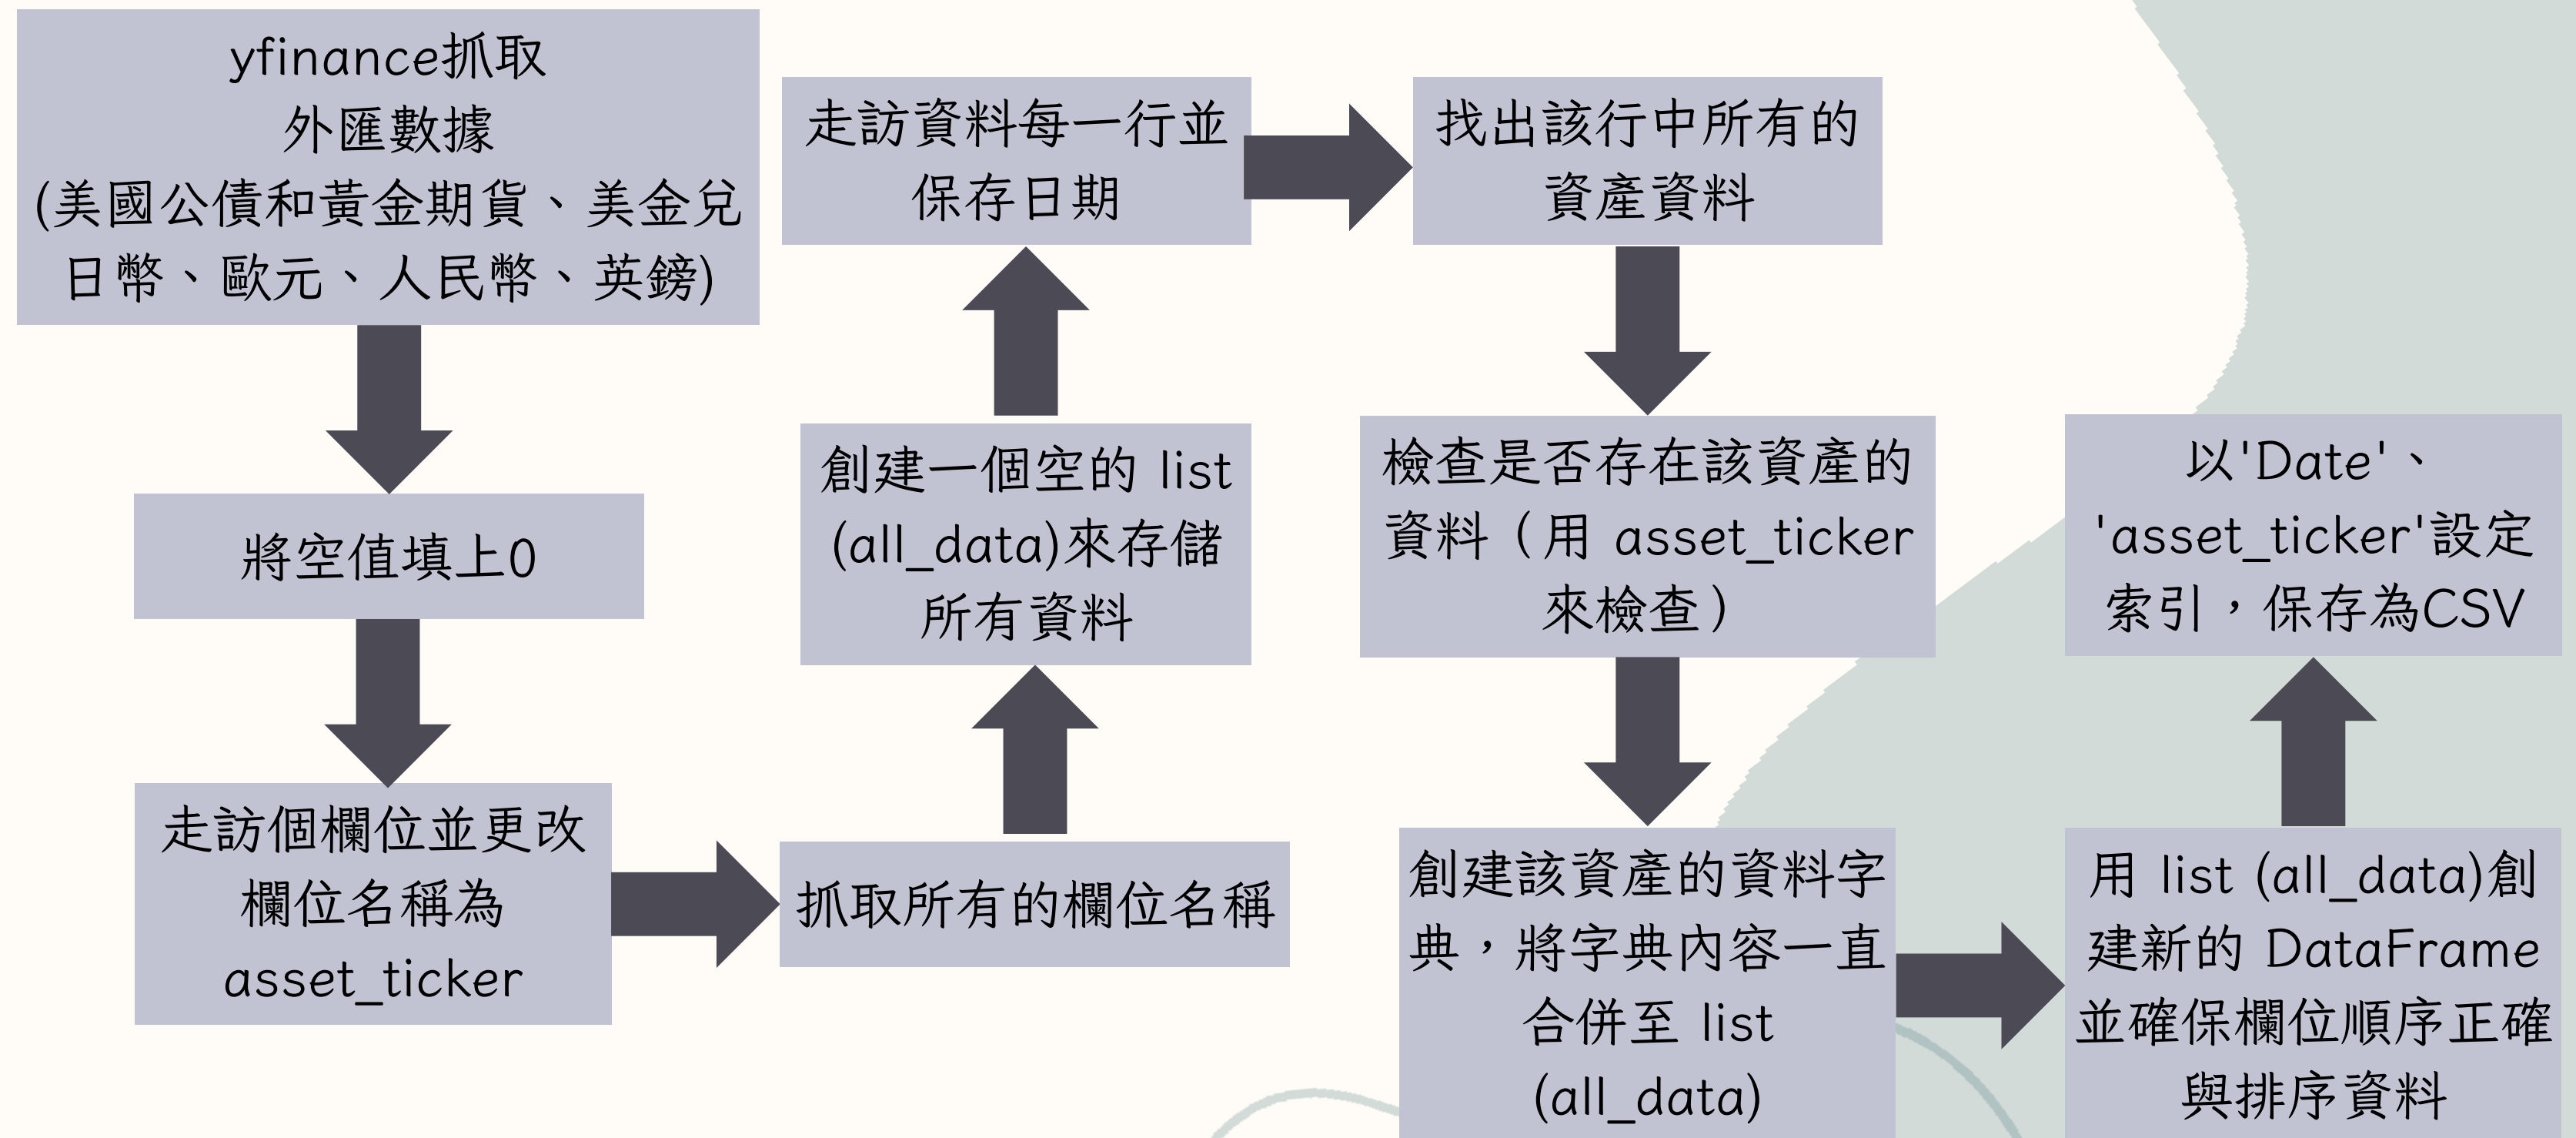 yfinance抓取
外匯數據
(美國公債和黃金期貨、美金兌
日幣、歐元、人民幣、英鎊)
將空值填上0
走訪個欄位並更改
欄位名稱為
asset_ticker
抓取所有的欄位名稱
創建一個空的 list
(all_data)來存儲
所有資料
走訪資料每一行並
保存日期
找出該行中所有的
資產資料
檢查是否存在該資產的
資料（用 asset_ticker
來檢查）
創建該資產的資料字
典，將字典內容一直
合併至 list
(all_data)
用 list (all_data)創
建新的 DataFrame
並確保欄位順序正確
與排序資料
以'Date'、
'asset_ticker'設定
索引，保存為CSV